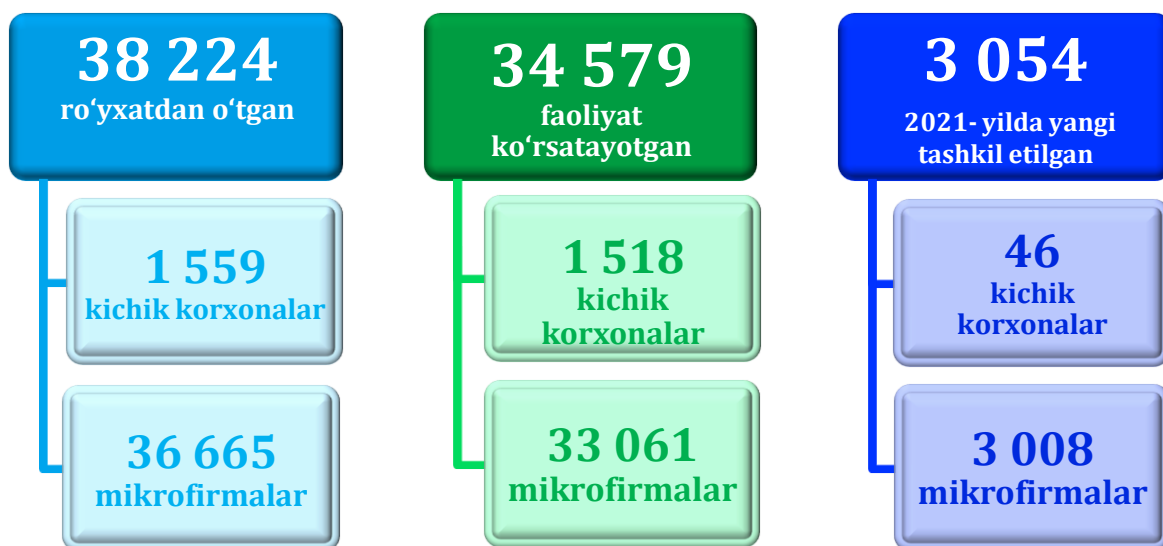 38 224
ro‘yxatdan o‘tgan
1 559
kichik korxonalar
36 665
mikrofirmalar
34 579
faoliyat
ko‘rsatayotgan
1 518
kichik
korxonalar
33 061
mikrofirmalar
3 054
2021- yilda yangi
tashkil etilgan
46
kichik
korxonalar
3 008
mikrofirmalar